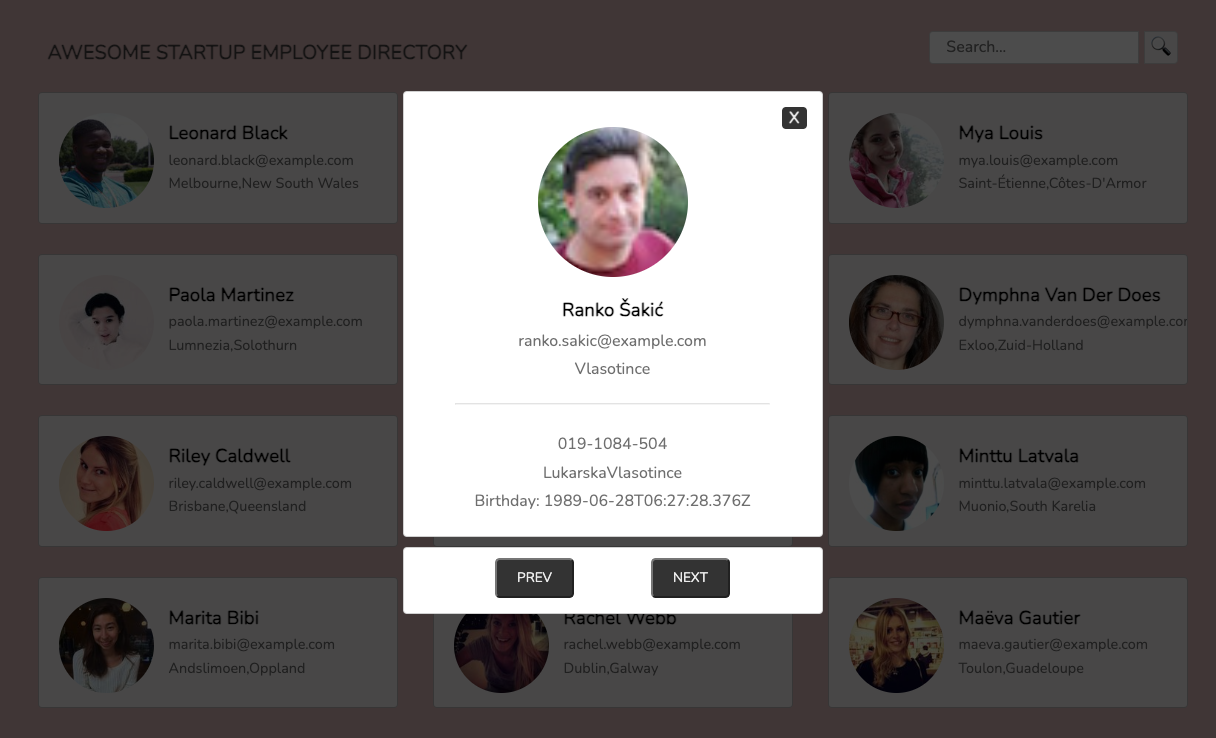 AWESOME STARTUP EMPLOYEE DIRECTORY
Search...
Leonard Black
leonard.black@example.com
Melbourne,New South Wales
Mya Louis
mya.louis@example.com
Saint-Étienne,Côtes-D'Armor
Paola Martinez
paola.martinez@example.com
Lumnezia,Solothurn
Dymphna Van Der Does
dymphna.vanderdoes@example.cor
Exloo,Zuid-Holland
Riley Caldwell
riley.caldwell@example.com
Brisbane,Queensland
Minttu Latvala
minttu.latvala@example.com
Muonio,South Karelia
Marita Bibi
marita.bibi@example.com
Andslimoen,Oppland
Rachel Webb
rachel.webb@example.com
Dublin,Galway
Maëva Gautier
maeva.gautier@example.com
Toulon,Guadeloupe
X
Ranko Šakić
ranko.sakic@example.com
Vlasotince
019-1084-504
LukarskaVlasotince
Birthday: 1989-06-28T06:27:28.376Z
PREV
NEXT